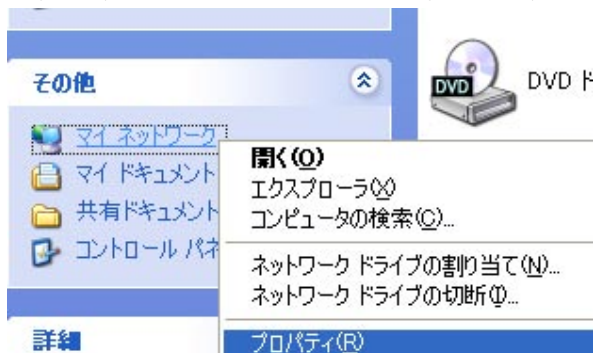 その他
DVD
DVD ド
マイ ネットワーク
マイ ドキュメント
共有ドキュメント
コントロール パネ
開く(O)
エクスプローラ(X)
コンピュータの検索(C)...
ネットワーク ドライブの割り当て(N)...
ネットワーク ドライブの切断(I)...
プロパティ(R)
詳細